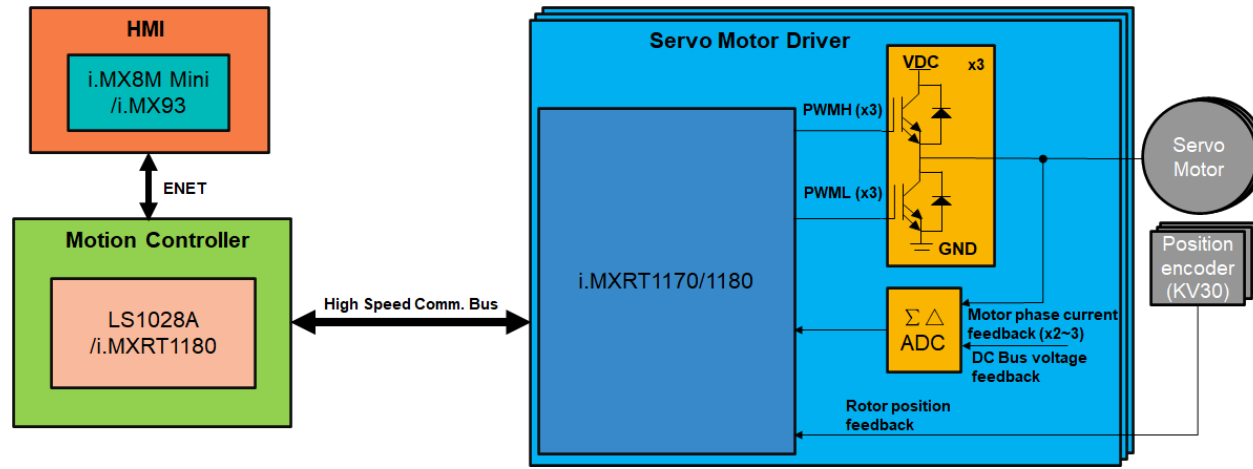 HMI
i.MX8M Mini
/i.MX93
ENET
Motion Controller
LS1028A
/i.MXRT1180
High Speed Comm. Bus
Servo Motor Driver
i.MXRT1170/1180
PWMH (x3)
PWML (x3)
VDC
x3
GND
Σ Δ
ADC
Motor phase current
feedback (x2~3)
DC Bus voltage
feedback
Rotor position
feedback
Servo
Motor
Position
encoder
(KV30)